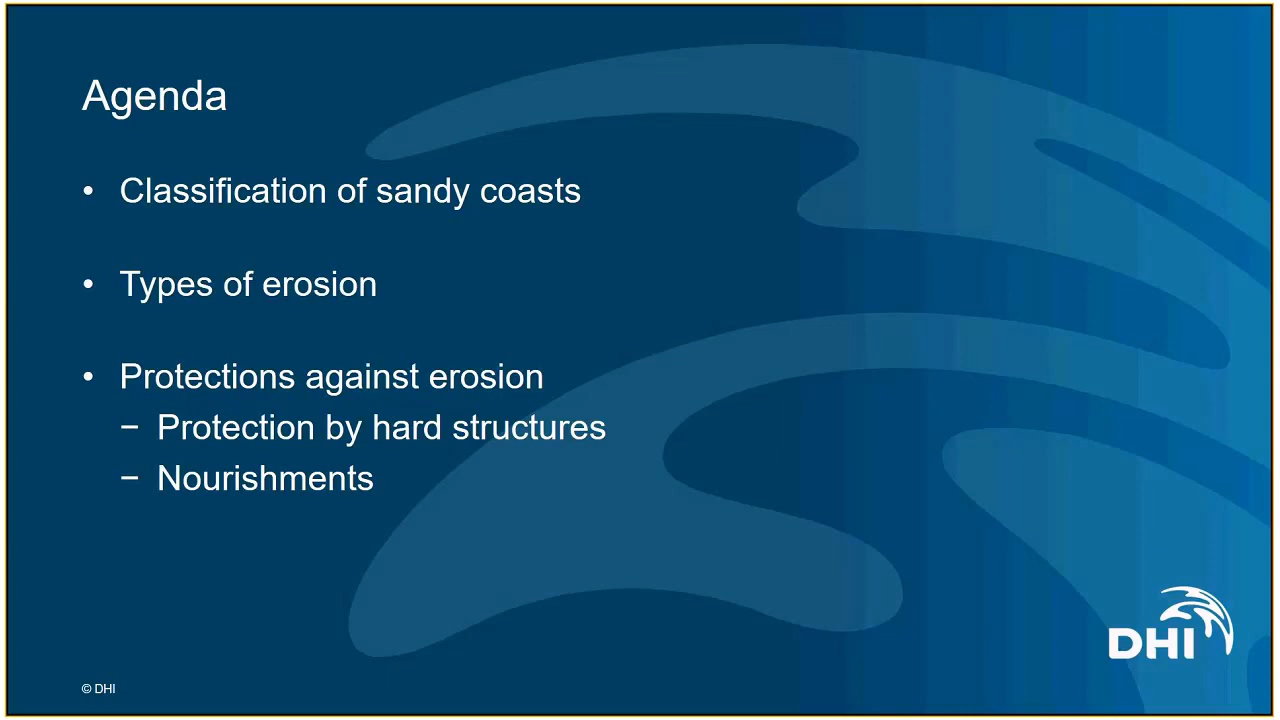 Agenda
• Classification of sandy coasts
• Types of erosion
• Protections against erosion
− Protection by hard structures
− Nourishments
DHI
© DHI